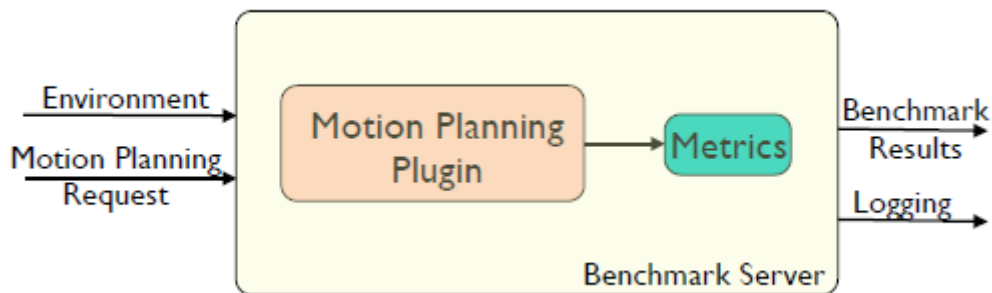 Environment
Motion Planning
Request
Motion Planning
Plugin
Metrics
Benchmark
Results
Logging
Benchmark Server